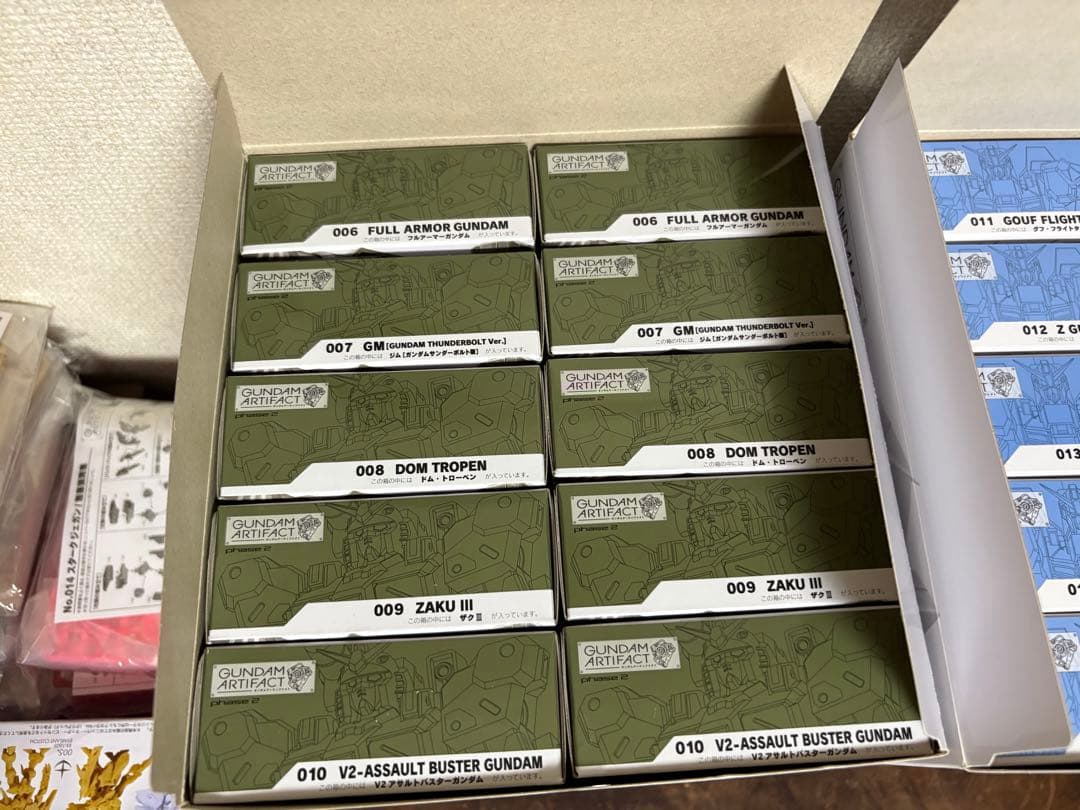 GUNDAM
ARTIFACT
phase 2
006 FULL ARMOR GUNDAM
この箱の中には フルアーマーガンダム が入っています。
GUNDAM
ARTIFACT
phase 2
006 FULL ARMOR GUNDAM
この箱の中には フルアーマーガンダム が入っています。
GUNDAM
ARTIFACT
phase 2
007 GM[GUNDAM THUNDERBOLT Ver.]
この箱の中には ジム[ガンダムサンダーボルト版] が入っています。
GUNDAM
ARTIFACT
phase 2
007 GM[GUNDAM THUNDERBOLT Ver.]
この箱の中には ジム[ガンダムサンダーボルト版] が入っています。
GUNDAM
ARTIFACT
phase 2
008 DOM TROPEN
この箱の中には ドム・トローペン が入っています。
GUNDAM
ARTIFACT
phase 2
008 DOM TROPEN
この箱の中には ドム・トローペン が入っています。
GUNDAM
ARTIFACT
phase 2
009 ZAKU III
この箱の中には ザクⅢ が入っています。
GUNDAM
ARTIFACT
phase 2
009 ZAKU III
この箱の中には ザクⅢ が入っています。
GUNDAM
ARTIFACT
phase 2
010 V2-ASSAULT BUSTER GUNDAM
この箱の中には V2アサルトバスターガンダム が入っています。
GUNDAM
ARTIFACT
phase 2
010 V2-ASSAULT BUSTER GUNDAM
この箱の中には V2アサルトバスターガンダム が入っています。
011 GOUF FLIGHT
012 Z
013
No.014 スタークジェガン
002